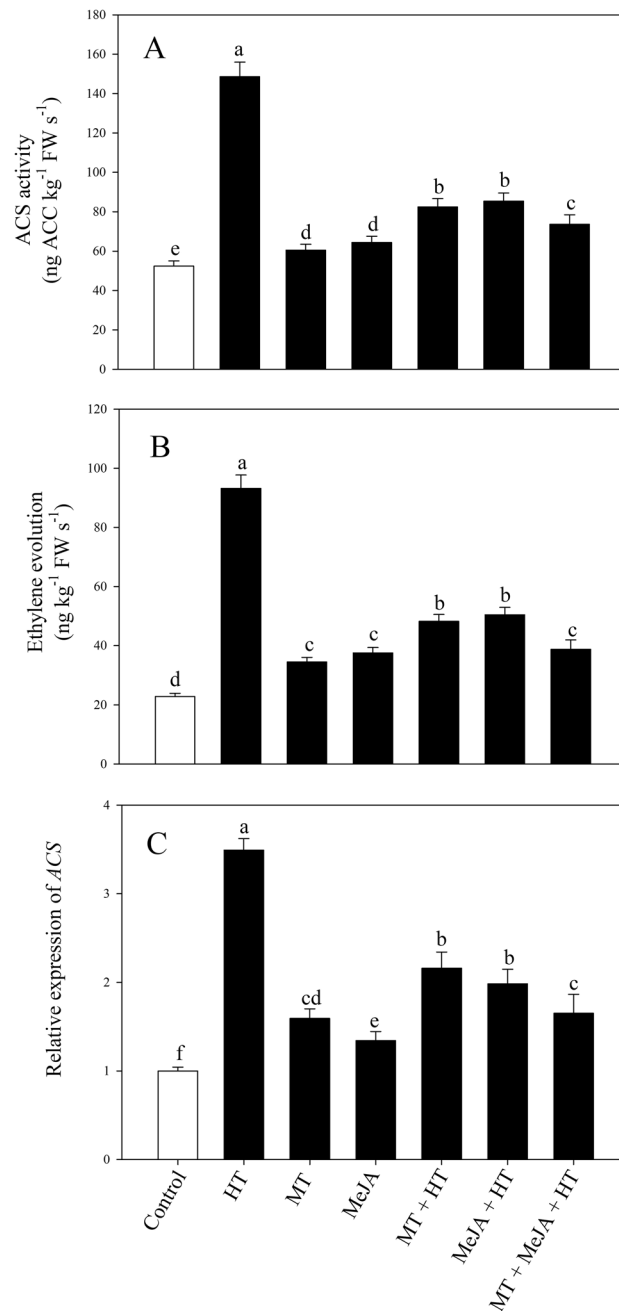 A
ACS activity
(ng ACC kg⁻¹ FW s⁻¹)
180
160
140
120
100
80
60
40
20
0
e
a
d
d
b
b
c
B
Ethylene evolution
(ng kg⁻¹ FW s⁻¹)
120
100
80
60
40
20
0
d
a
c
c
b
b
c
C
Relative expression of ACS
4
3
2
1
0
f
a
cd
e
b
b
c
Control
HT
MT
MeJA
MT + HT
MeJA + HT
MT + MeJA + HT